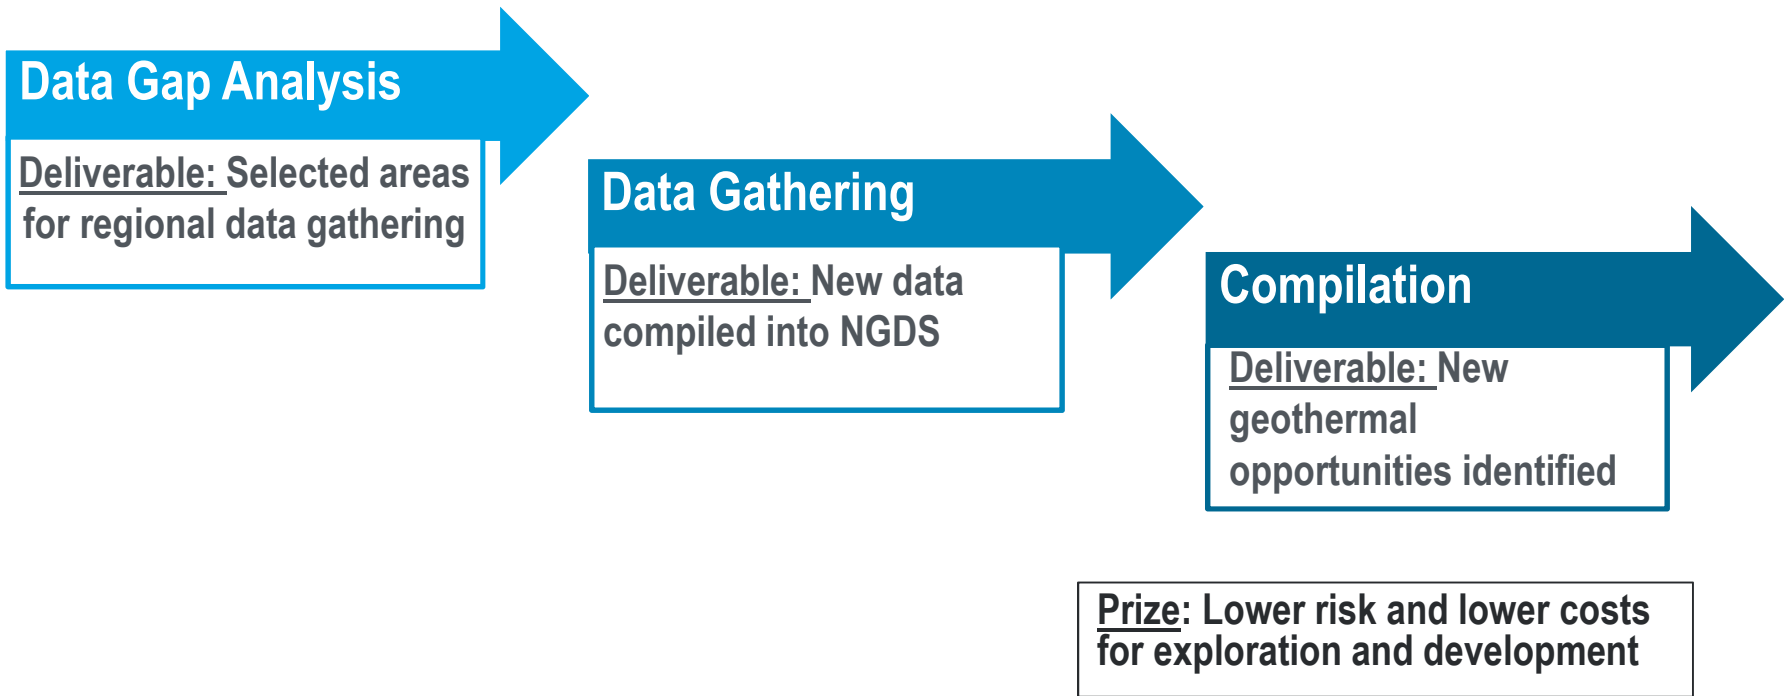 Data Gap Analysis
Deliverable: Selected areas
for regional data gathering
Data Gathering
Deliverable: New data
compiled into NGDS
Compilation
Deliverable: New
geothermal
opportunities identified
Prize: Lower risk and lower costs
for exploration and development